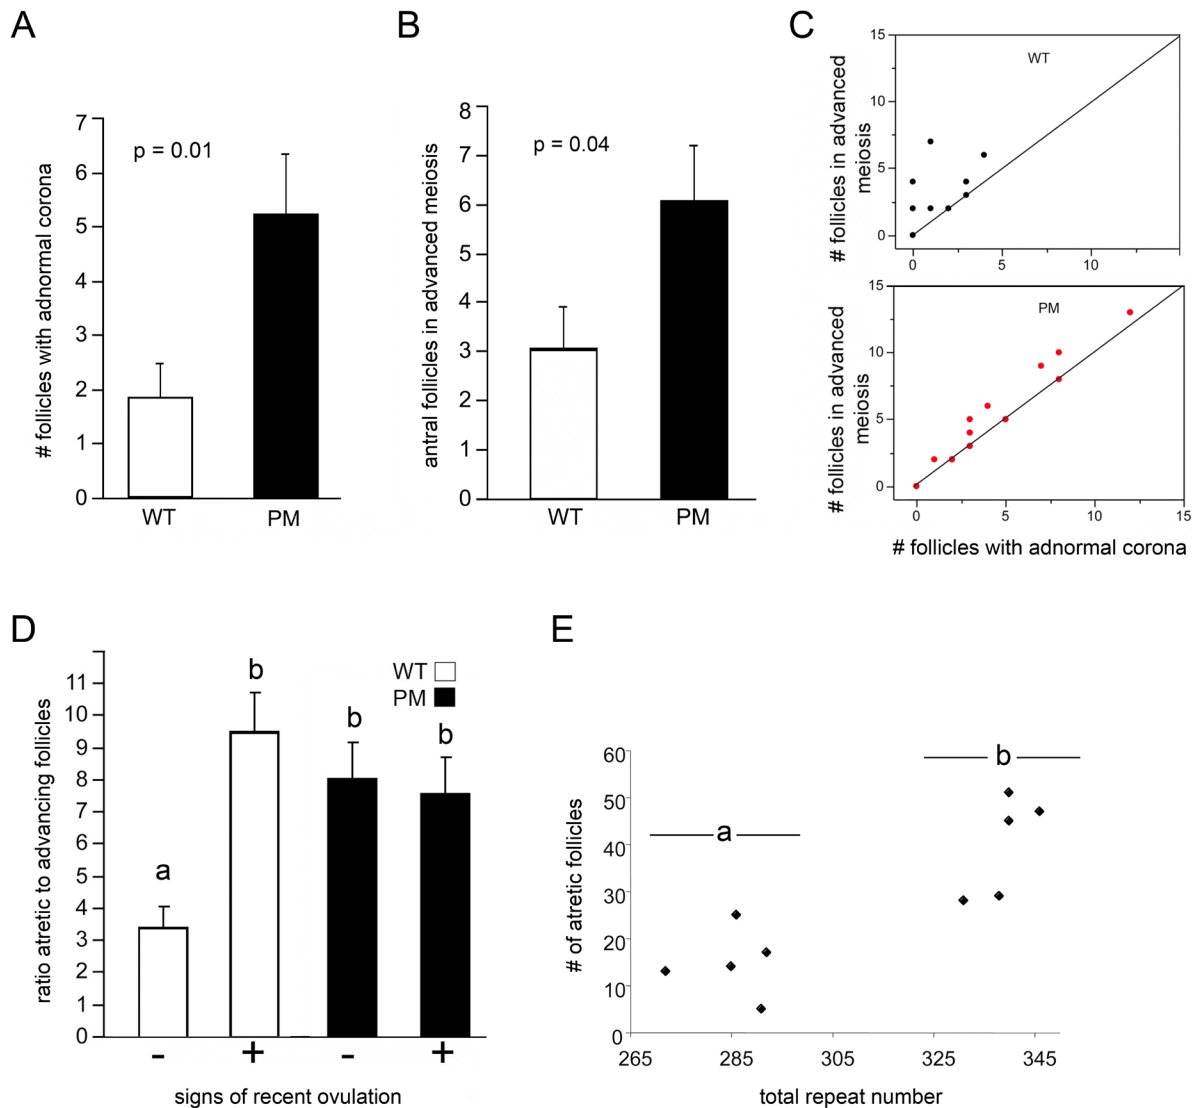 A
# follicles with adnormal corona
7
6
5
4
3
2
1
0
p = 0.01
WT
PM
B
antral follicles in advanced meiosis
8
7
6
5
4
3
2
1
0
p = 0.04
WT
PM
C
# follicles in advanced
meiosis
15
10
5
0
WT
0
5
10
# follicles in advanced
meiosis
15
10
5
0
PM
0
5
10
15
# follicles with adnormal corona
D
ratio atretic to advancing follicles
11
10
9
8
7
6
5
4
3
2
1
0
a
b
b
b
WT
PM
- + - +
signs of recent ovulation
E
# of atretic follicles
60
50
40
30
20
10
0
a
b
265 285 305 325 345
total repeat number